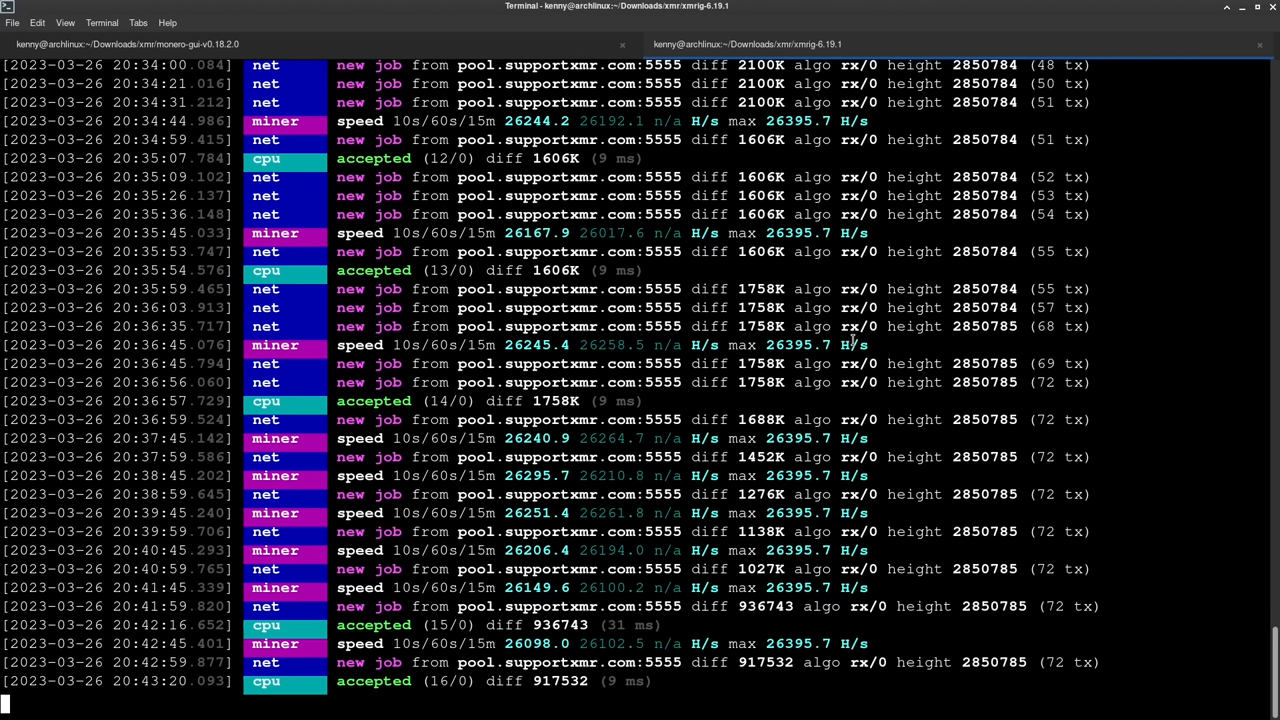 Terminal - kenny@archlinux:~/Downloads/xmr/xmrig-6.19.1
File Edit View Terminal Tabs Help
kenny@archlinux:~/Downloads/xmr/monero-gui-v0.18.2.0 × kenny@archlinux:~/Downloads/xmr/xmrig-6.19.1 ×
[2023-03-26 20:34:00.084] net new job from pool.supportxmr.com:5555 diff 2100K algo rx/0 height 2850784 (48 tx)
[2023-03-26 20:34:21.016] net new job from pool.supportxmr.com:5555 diff 2100K algo rx/0 height 2850784 (50 tx)
[2023-03-26 20:34:31.212] net new job from pool.supportxmr.com:5555 diff 2100K algo rx/0 height 2850784 (51 tx)
[2023-03-26 20:34:44.986] miner speed 10s/60s/15m 26244.2 26192.1 n/a H/s max 26395.7 H/s
[2023-03-26 20:34:59.415] net new job from pool.supportxmr.com:5555 diff 1606K algo rx/0 height 2850784 (51 tx)
[2023-03-26 20:35:07.784] cpu accepted (12/0) diff 1606K (9 ms)
[2023-03-26 20:35:09.102] net new job from pool.supportxmr.com:5555 diff 1606K algo rx/0 height 2850784 (52 tx)
[2023-03-26 20:35:26.137] net new job from pool.supportxmr.com:5555 diff 1606K algo rx/0 height 2850784 (53 tx)
[2023-03-26 20:35:36.148] net new job from pool.supportxmr.com:5555 diff 1606K algo rx/0 height 2850784 (54 tx)
[2023-03-26 20:35:45.033] miner speed 10s/60s/15m 26167.9 26017.6 n/a H/s max 26395.7 H/s
[2023-03-26 20:35:53.747] net new job from pool.supportxmr.com:5555 diff 1606K algo rx/0 height 2850784 (55 tx)
[2023-03-26 20:35:54.576] cpu accepted (13/0) diff 1606K (9 ms)
[2023-03-26 20:35:59.465] net new job from pool.supportxmr.com:5555 diff 1758K algo rx/0 height 2850784 (55 tx)
[2023-03-26 20:36:03.913] net new job from pool.supportxmr.com:5555 diff 1758K algo rx/0 height 2850784 (57 tx)
[2023-03-26 20:36:35.717] net new job from pool.supportxmr.com:5555 diff 1758K algo rx/0 height 2850785 (68 tx)
[2023-03-26 20:36:45.076] miner speed 10s/60s/15m 26245.4 26258.5 n/a H/s max 26395.7 H/s
[2023-03-26 20:36:45.794] net new job from pool.supportxmr.com:5555 diff 1758K algo rx/0 height 2850785 (69 tx)
[2023-03-26 20:36:56.060] net new job from pool.supportxmr.com:5555 diff 1758K algo rx/0 height 2850785 (72 tx)
[2023-03-26 20:36:57.729] cpu accepted (14/0) diff 1758K (9 ms)
[2023-03-26 20:36:59.524] net new job from pool.supportxmr.com:5555 diff 1688K algo rx/0 height 2850785 (72 tx)
[2023-03-26 20:37:45.142] miner speed 10s/60s/15m 26240.9 26264.7 n/a H/s max 26395.7 H/s
[2023-03-26 20:37:59.586] net new job from pool.supportxmr.com:5555 diff 1452K algo rx/0 height 2850785 (72 tx)
[2023-03-26 20:38:45.202] miner speed 10s/60s/15m 26295.7 26210.8 n/a H/s max 26395.7 H/s
[2023-03-26 20:38:59.645] net new job from pool.supportxmr.com:5555 diff 1276K algo rx/0 height 2850785 (72 tx)
[2023-03-26 20:39:45.240] miner speed 10s/60s/15m 26251.4 26261.8 n/a H/s max 26395.7 H/s
[2023-03-26 20:39:59.706] net new job from pool.supportxmr.com:5555 diff 1138K algo rx/0 height 2850785 (72 tx)
[2023-03-26 20:40:45.293] miner speed 10s/60s/15m 26206.4 26194.0 n/a H/s max 26395.7 H/s
[2023-03-26 20:40:59.765] net new job from pool.supportxmr.com:5555 diff 1027K algo rx/0 height 2850785 (72 tx)
[2023-03-26 20:41:45.339] miner speed 10s/60s/15m 26149.6 26100.2 n/a H/s max 26395.7 H/s
[2023-03-26 20:41:59.820] net new job from pool.supportxmr.com:5555 diff 936743 algo rx/0 height 2850785 (72 tx)
[2023-03-26 20:42:16.652] cpu accepted (15/0) diff 936743 (31 ms)
[2023-03-26 20:42:45.401] miner speed 10s/60s/15m 26098.0 26102.5 n/a H/s max 26395.7 H/s
[2023-03-26 20:42:59.877] net new job from pool.supportxmr.com:5555 diff 917532 algo rx/0 height 2850785 (72 tx)
[2023-03-26 20:43:20.093] cpu accepted (16/0) diff 917532 (9 ms)